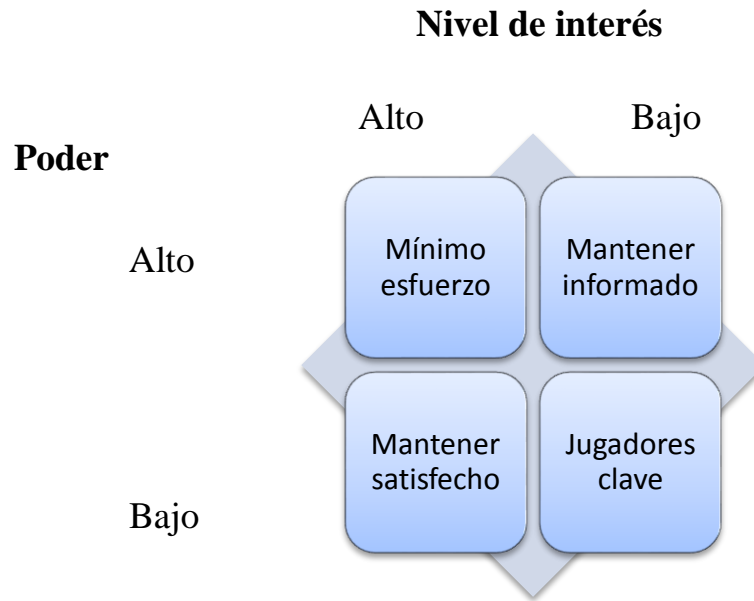 Nivel de interés
Alto Bajo
Poder
Alto
Mínimo
esfuerzo
Mantener
informado
Mantener
satisfecho
Jugadores
clave
Bajo